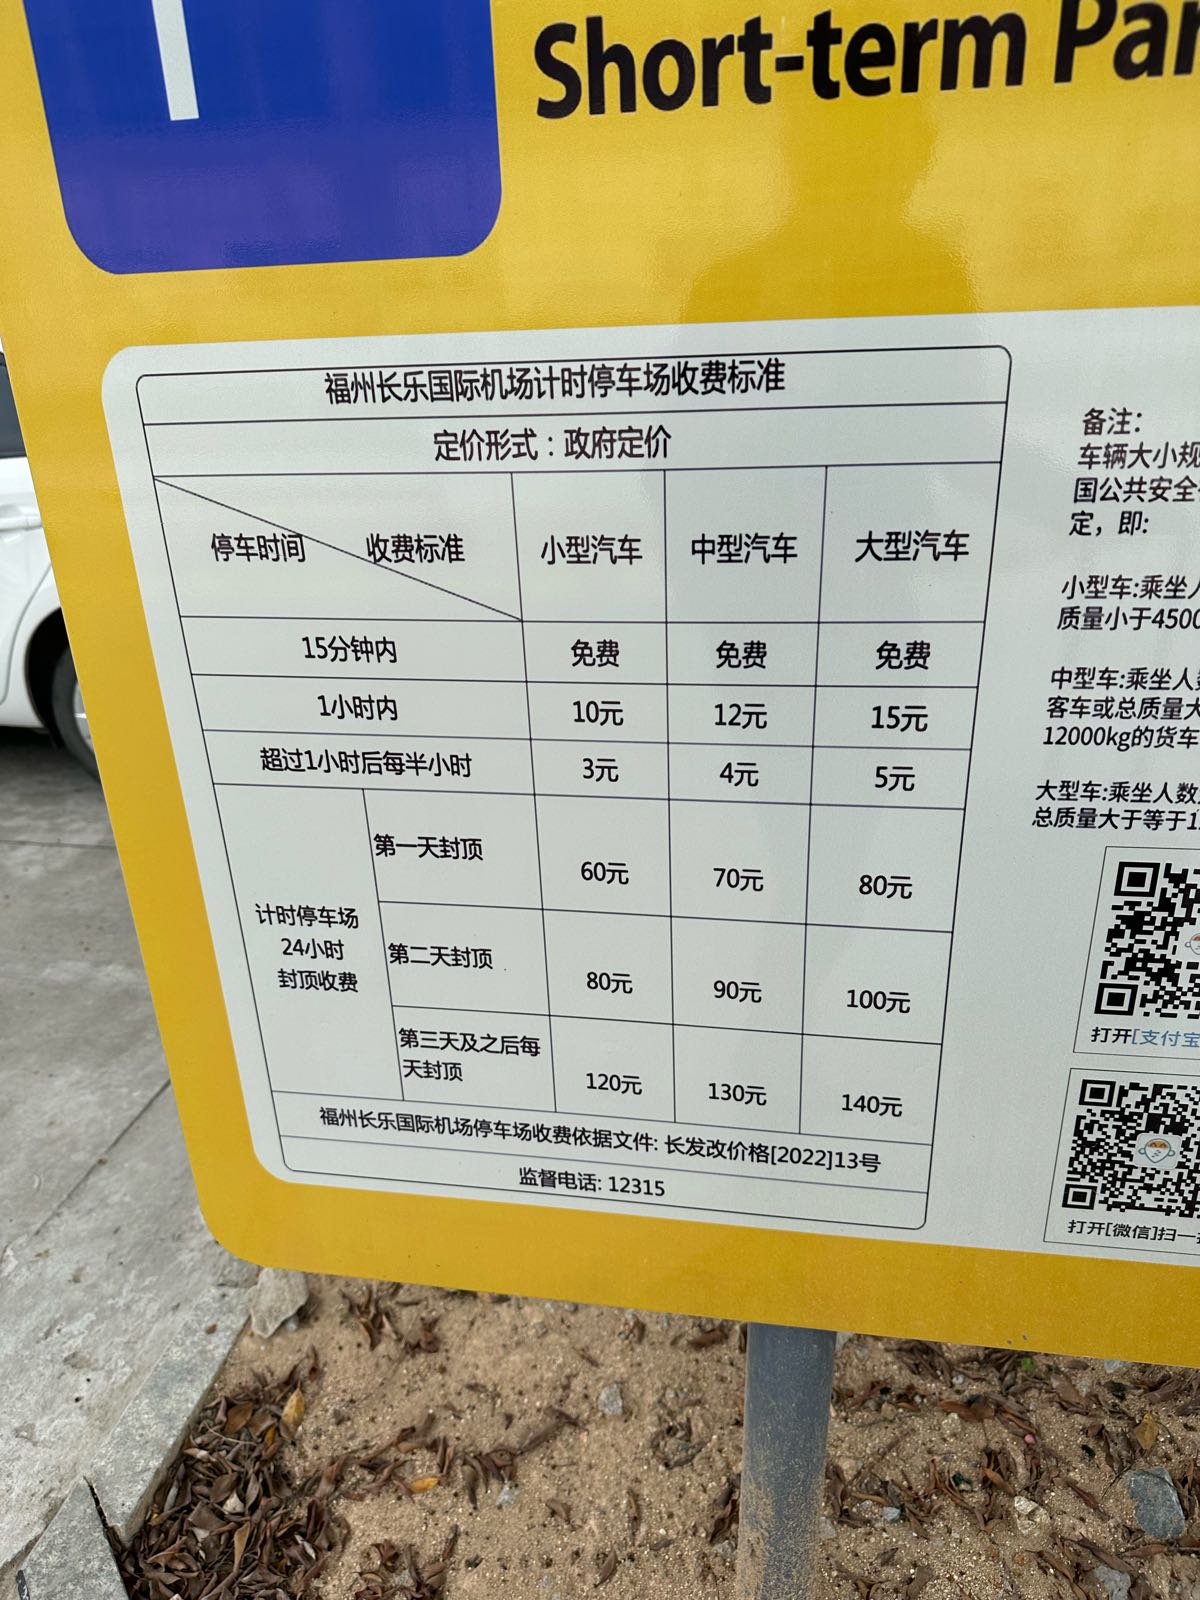 Short-term Par
福州长乐国际机场计时停车场收费标准
定价形式：政府定价
停车时间 收费标准 小型汽车 中型汽车 大型汽车
15分钟内 免费 免费 免费
1小时内 10元 12元 15元
超过1小时后每半小时 3元 4元 5元
计时停车场
24小时
封顶收费
第一天封顶 60元 70元 80元
第二天封顶 80元 90元 100元
第三天及之后每
天封顶 120元 130元 140元
福州长乐国际机场停车场收费依据文件: 长发改价格[2022]13号
监督电话: 12315
备注：
车辆大小规
国公共安全
定，即:
小型车:乘坐人
质量小于4500
中型车:乘坐人数
客车或总质量大
12000kg的货车
大型车:乘坐人数
总质量大于等于1
打开[支付宝
打开[微信]扫一